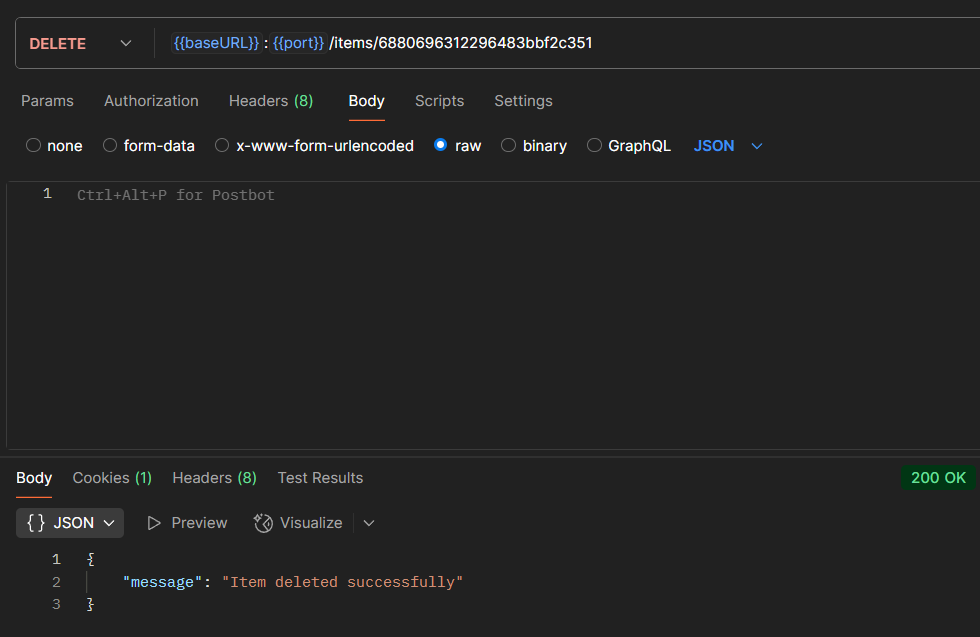 DELETE {{baseURL}}:{{port}}/items/6880696312296483bbf2c351
Params Authorization Headers (8) Body Scripts Settings
none form-data x-www-form-urlencoded raw binary GraphQL JSON
1 Ctrl+Alt+P for Postbot
Body Cookies (1) Headers (8) Test Results 200 OK
{} JSON Preview Visualize
1 {
2 "message": "Item deleted successfully"
3 }